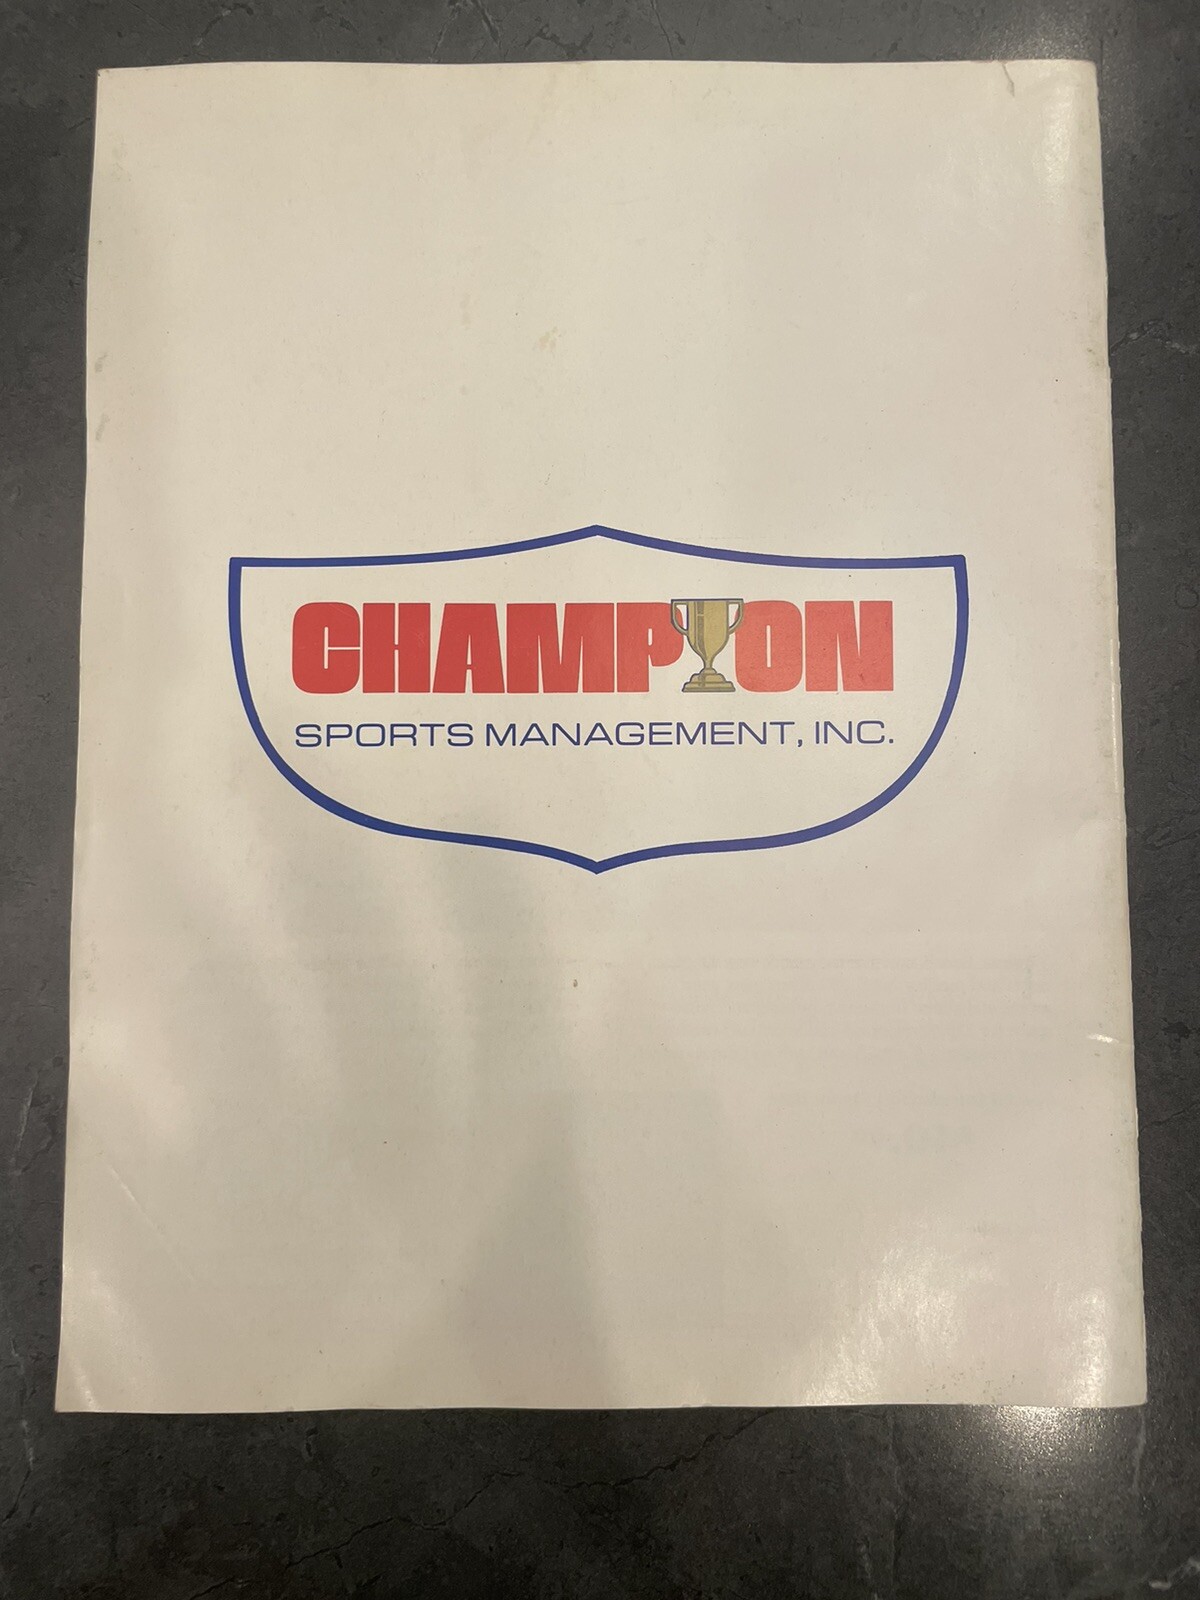 CHAMPION
SPORTS MANAGEMENT, INC.